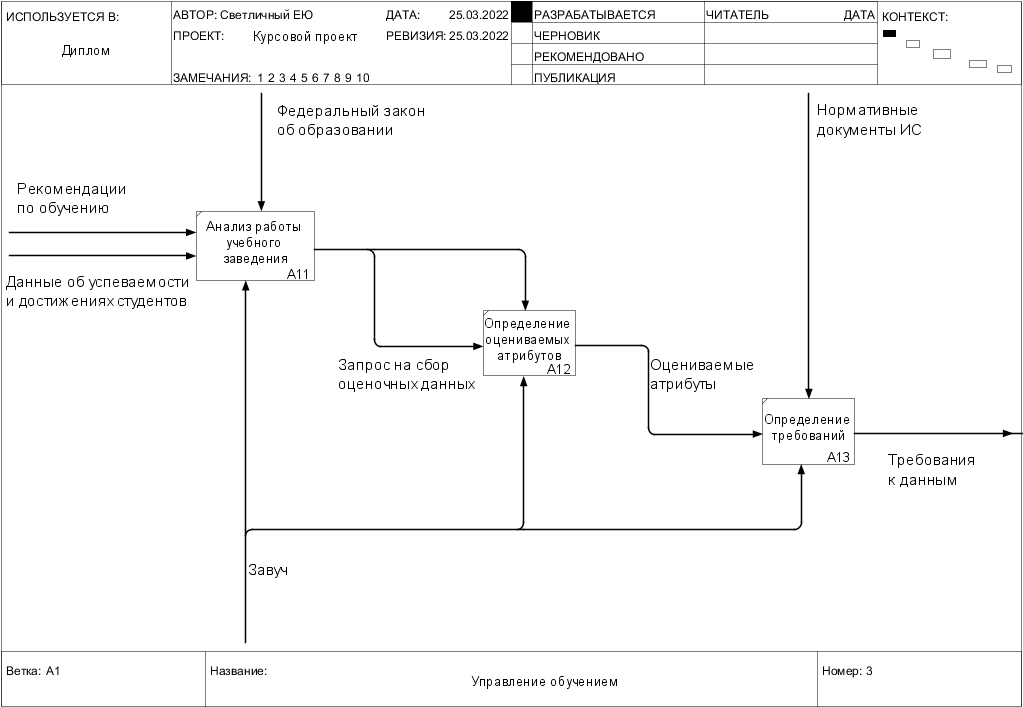 ИСПОЛЬЗУЕТСЯ В:
Диплом
АВТОР: Светличный ЕЮ
ДАТА: 25.03.2022
ПРОЕКТ: Курсовой проект
РЕВИЗИЯ: 25.03.2022
ЗАМЕЧАНИЯ: 1 2 3 4 5 6 7 8 9 10
РАЗРАБАТЫВАЕТСЯ
ЧЕРНОВИК
РЕКОМЕНДОВАНО
ПУБЛИКАЦИЯ
ЧИТАТЕЛЬ ДАТА
КОНТЕКСТ:
Федеральный закон
об образовании
Нормативные
документы ИС
Рекомендации
по обучению
Анализ работы
учебного
заведения
A11
Данные об успеваемости
и достижениях студентов
Определение
оцениваемых
атрибутов
A12
Запрос на сбор
оценочных данных
Оцениваемые
атрибуты
Определение
требований
A13
Требования
к данным
Завуч
Ветка: A1
Название:
Управление обучением
Номер: 3